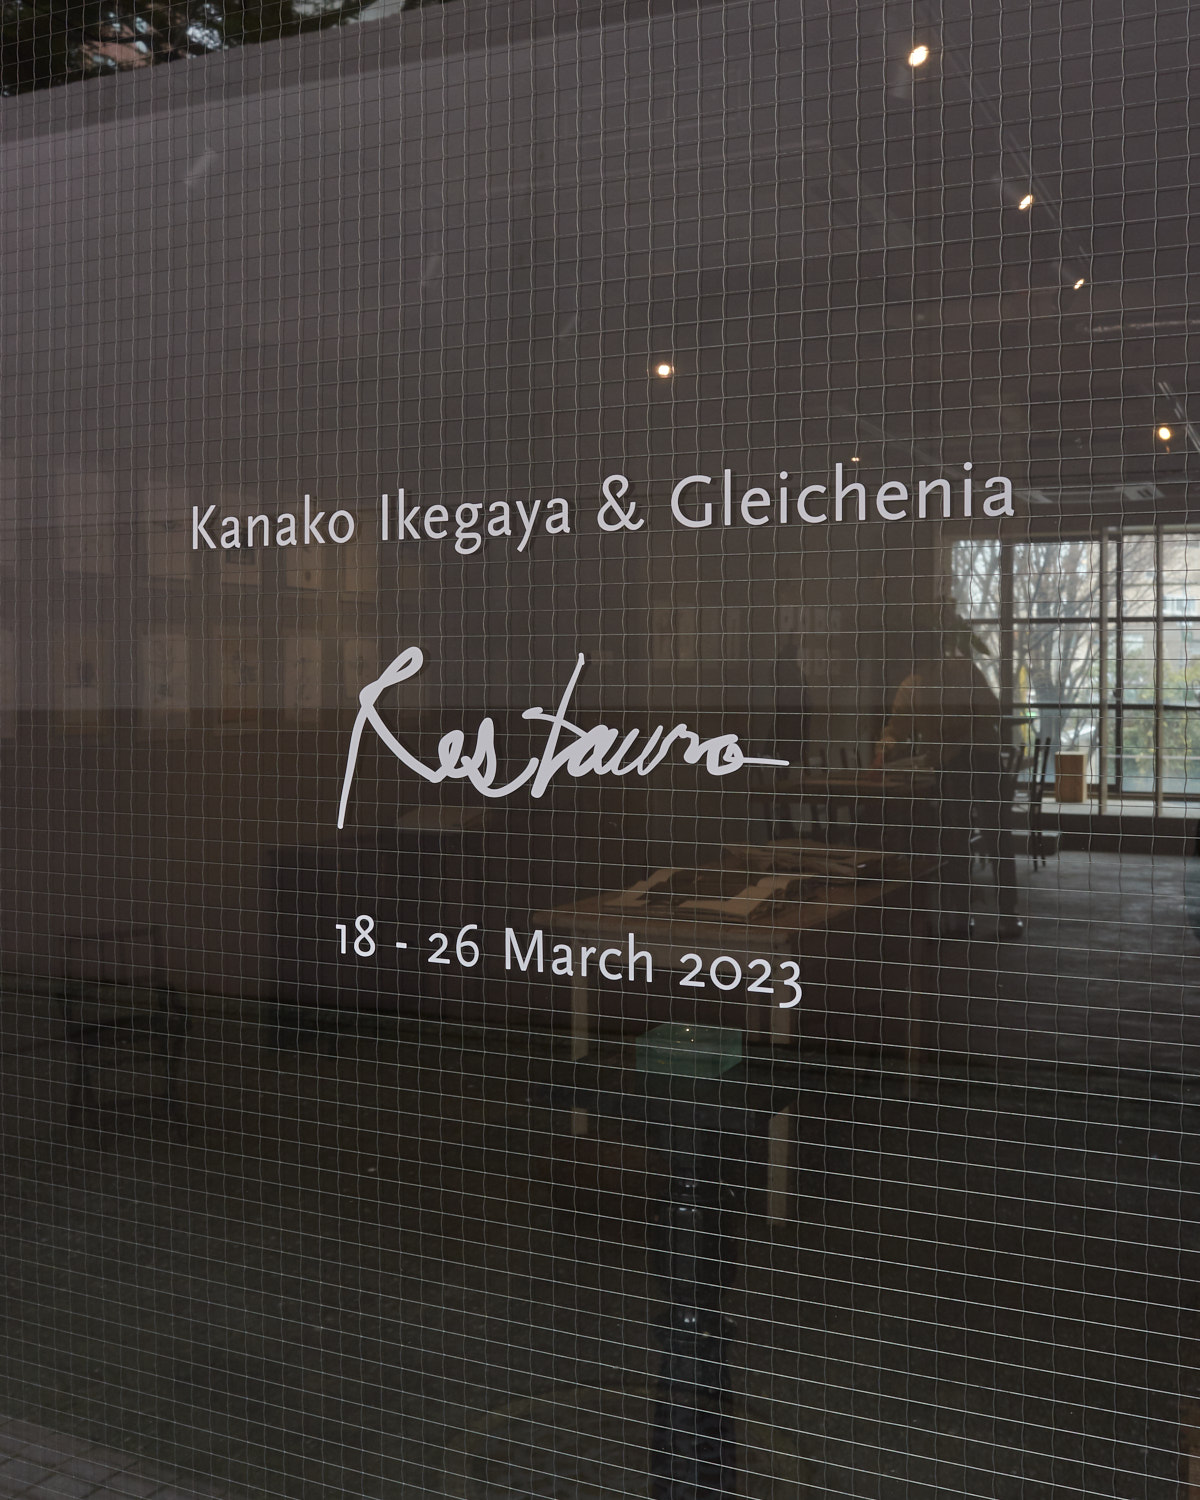 Kanako Ikegaya & Gleichenia
Restauro
18 - 26 March 2023